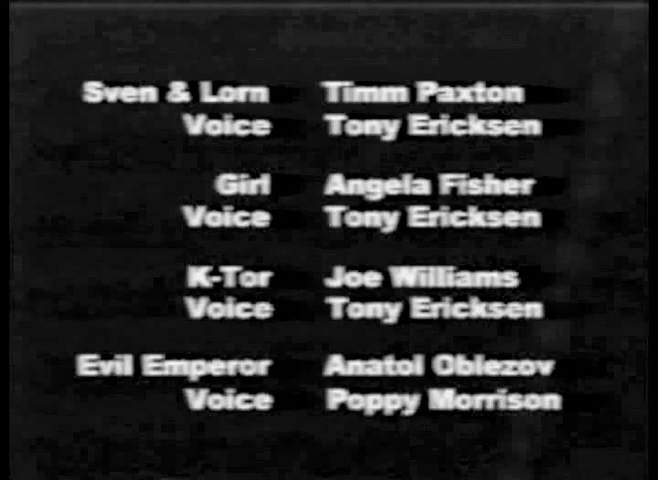 Sven & Lorn Timm Paxton
Voice Tony Ericksen
Girl Angela Fisher
Voice Tony Ericksen
K-Tor Joe Williams
Voice Tony Ericksen
Evil Emperor Anatol Oblezov
Voice Poppy Morrison